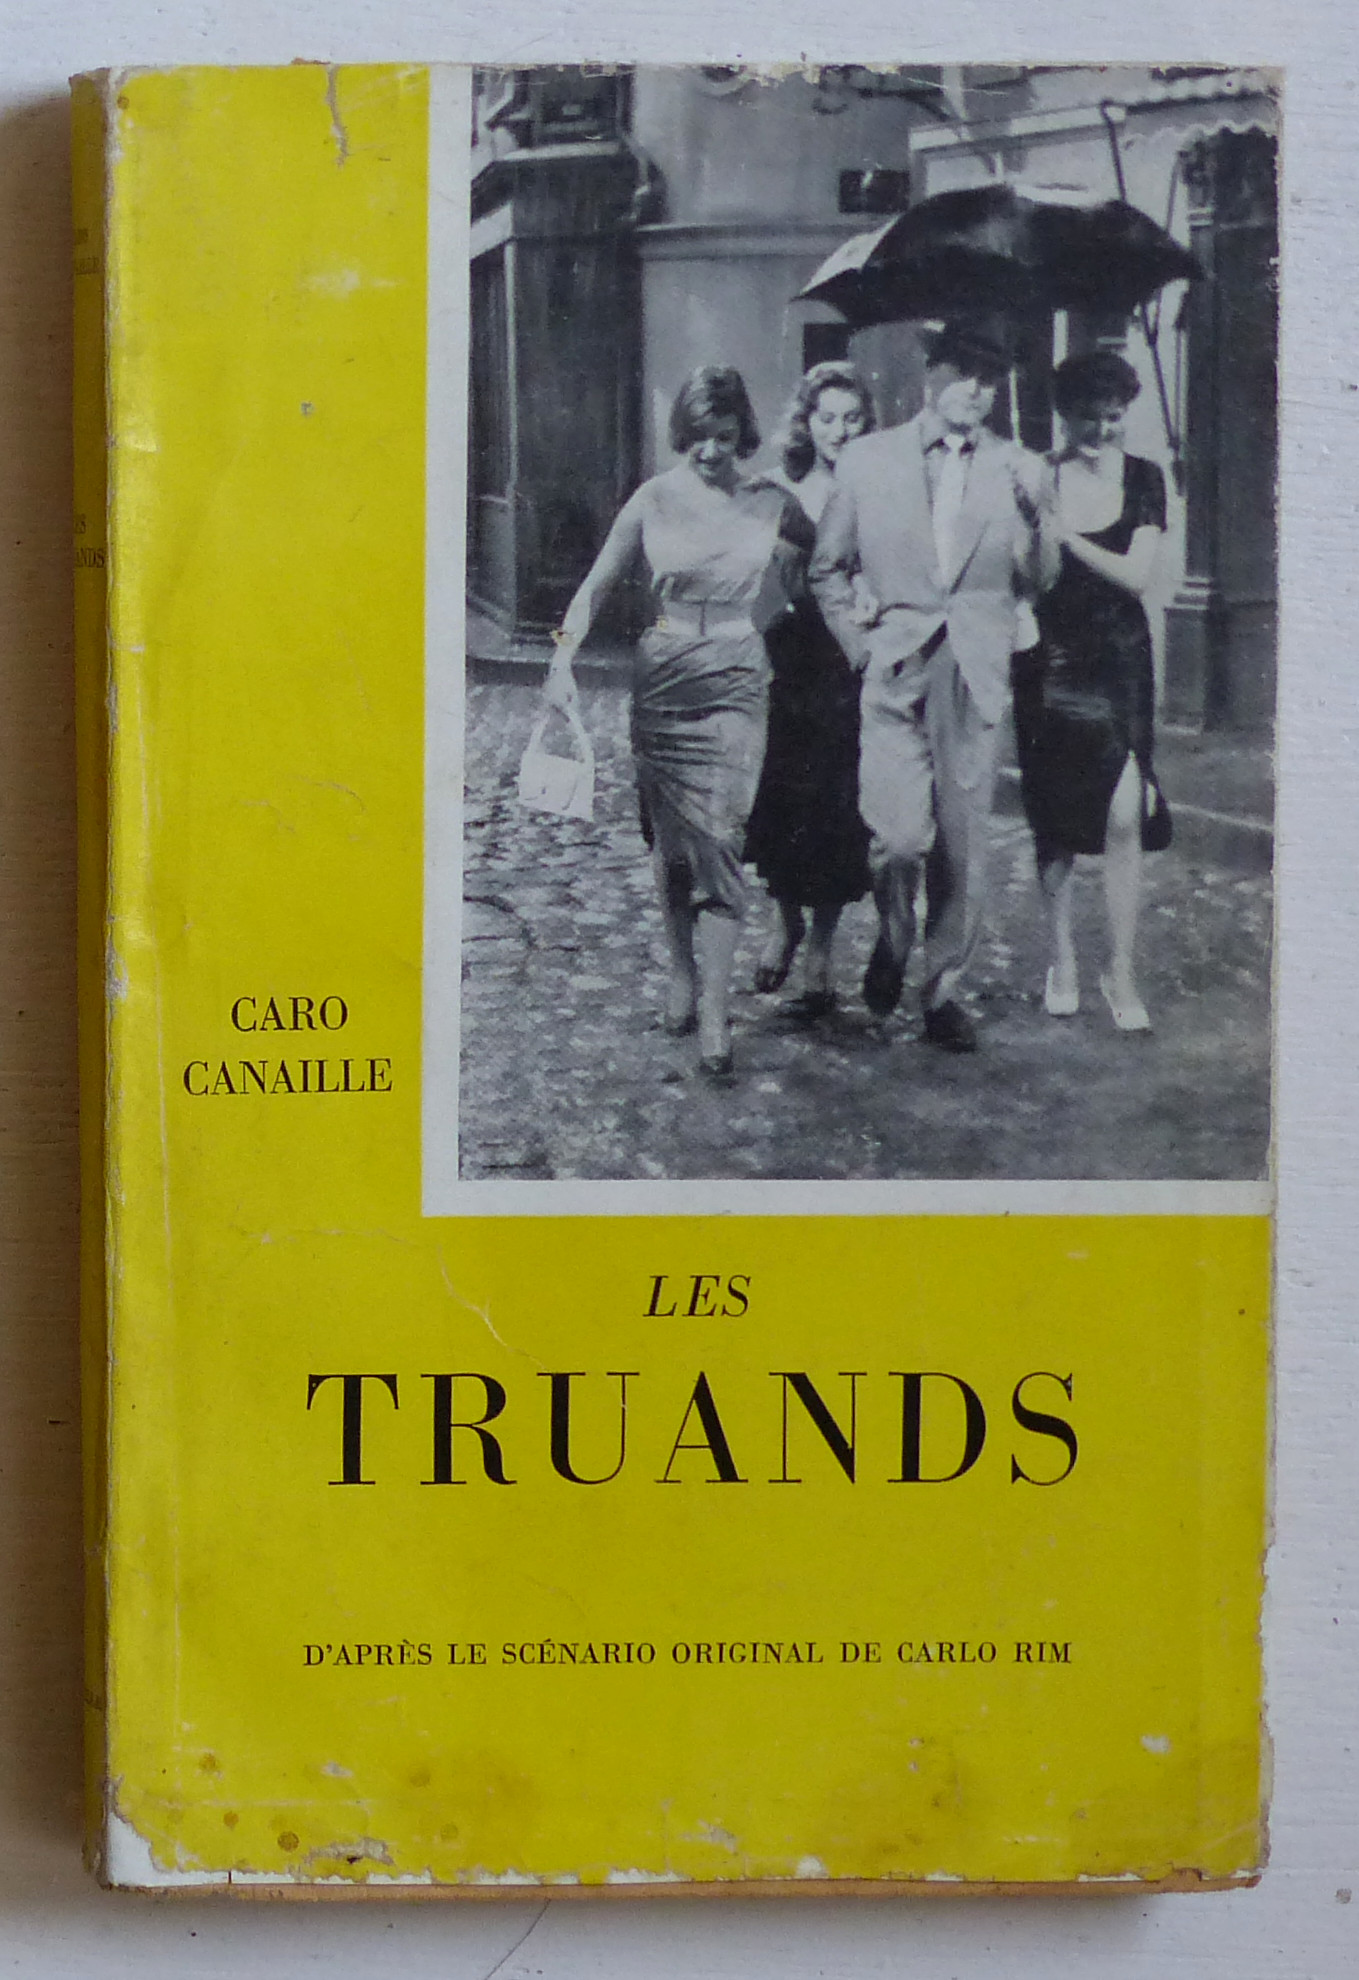 CARO
CANAILLE
LES
TRUANDS
D'APRÈS LE SCÉNARIO ORIGINAL DE CARLO RIM